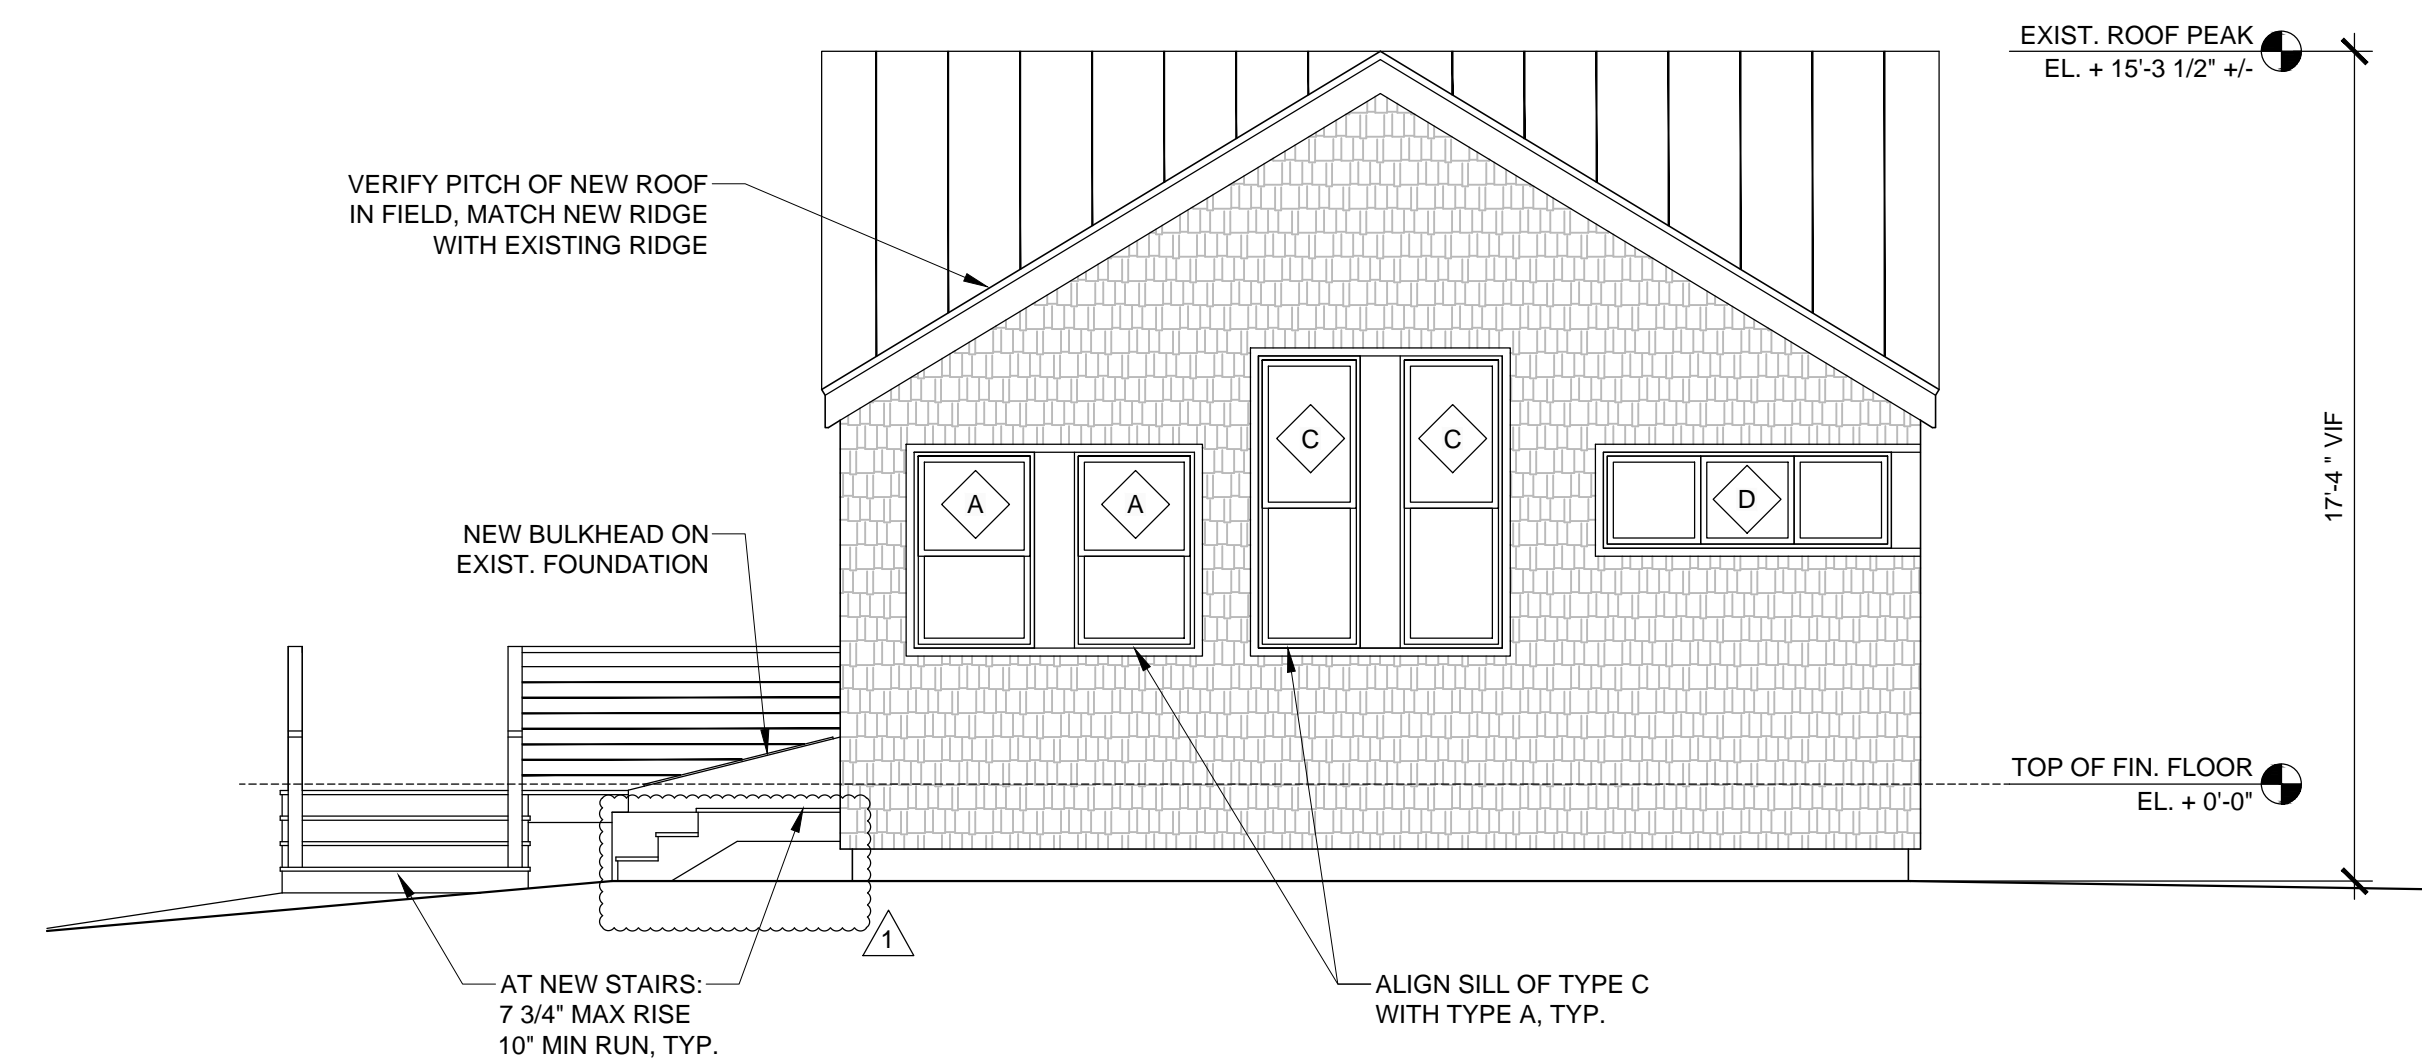 EXIST. ROOF PEAK
EL. + 15'-3 1/2" +/-
VERIFY PITCH OF NEW ROOF
IN FIELD, MATCH NEW RIDGE
WITH EXISTING RIDGE
17'-4 " VIF
C
C
A
A
D
NEW BULKHEAD ON
EXIST. FOUNDATION
TOP OF FIN. FLOOR
EL. + 0'-0"
1
AT NEW STAIRS:
7 3/4" MAX RISE
10" MIN RUN, TYP.
ALIGN SILL OF TYPE C
WITH TYPE A, TYP.